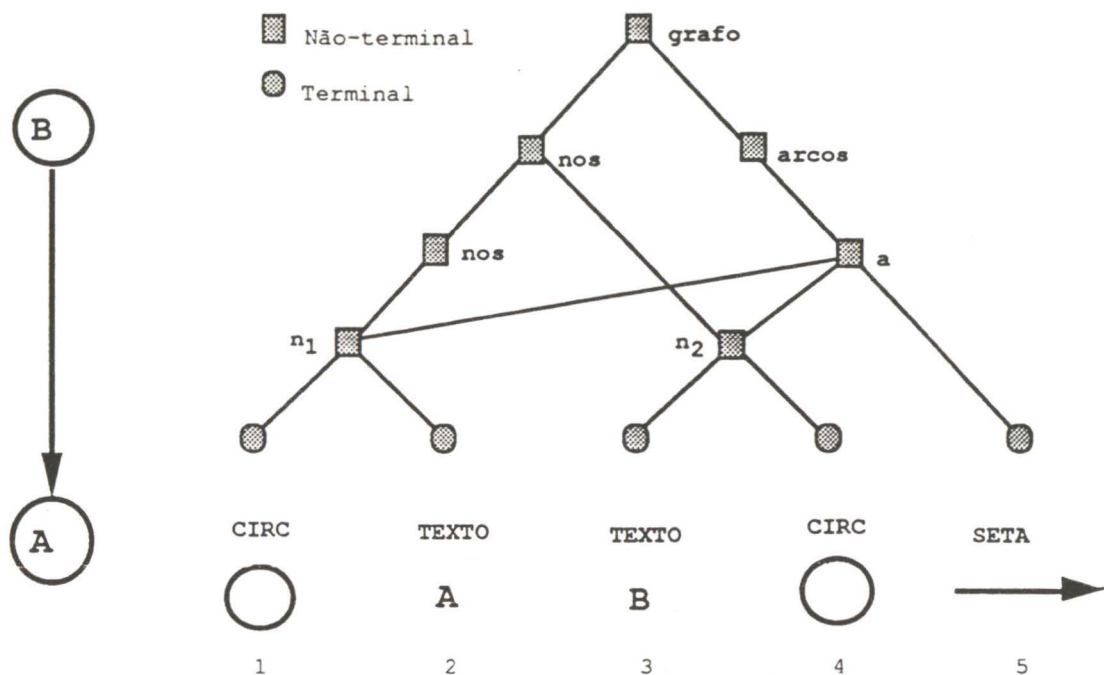 Não-terminal
Terminal
grafo
nos
arcos
nos
a
n1
n2
B
A
CIRC TEXTO TEXTO CIRC SETA
A B
1 2 3 4 5